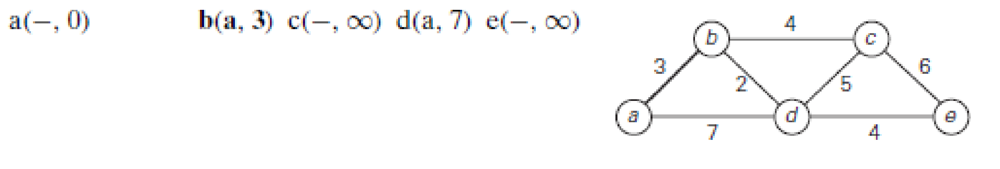 a(−, 0) b(a, 3) c(−, ∞) d(a, 7) e(−, ∞)
4
b c
3 6
2 5
a d e
7 4